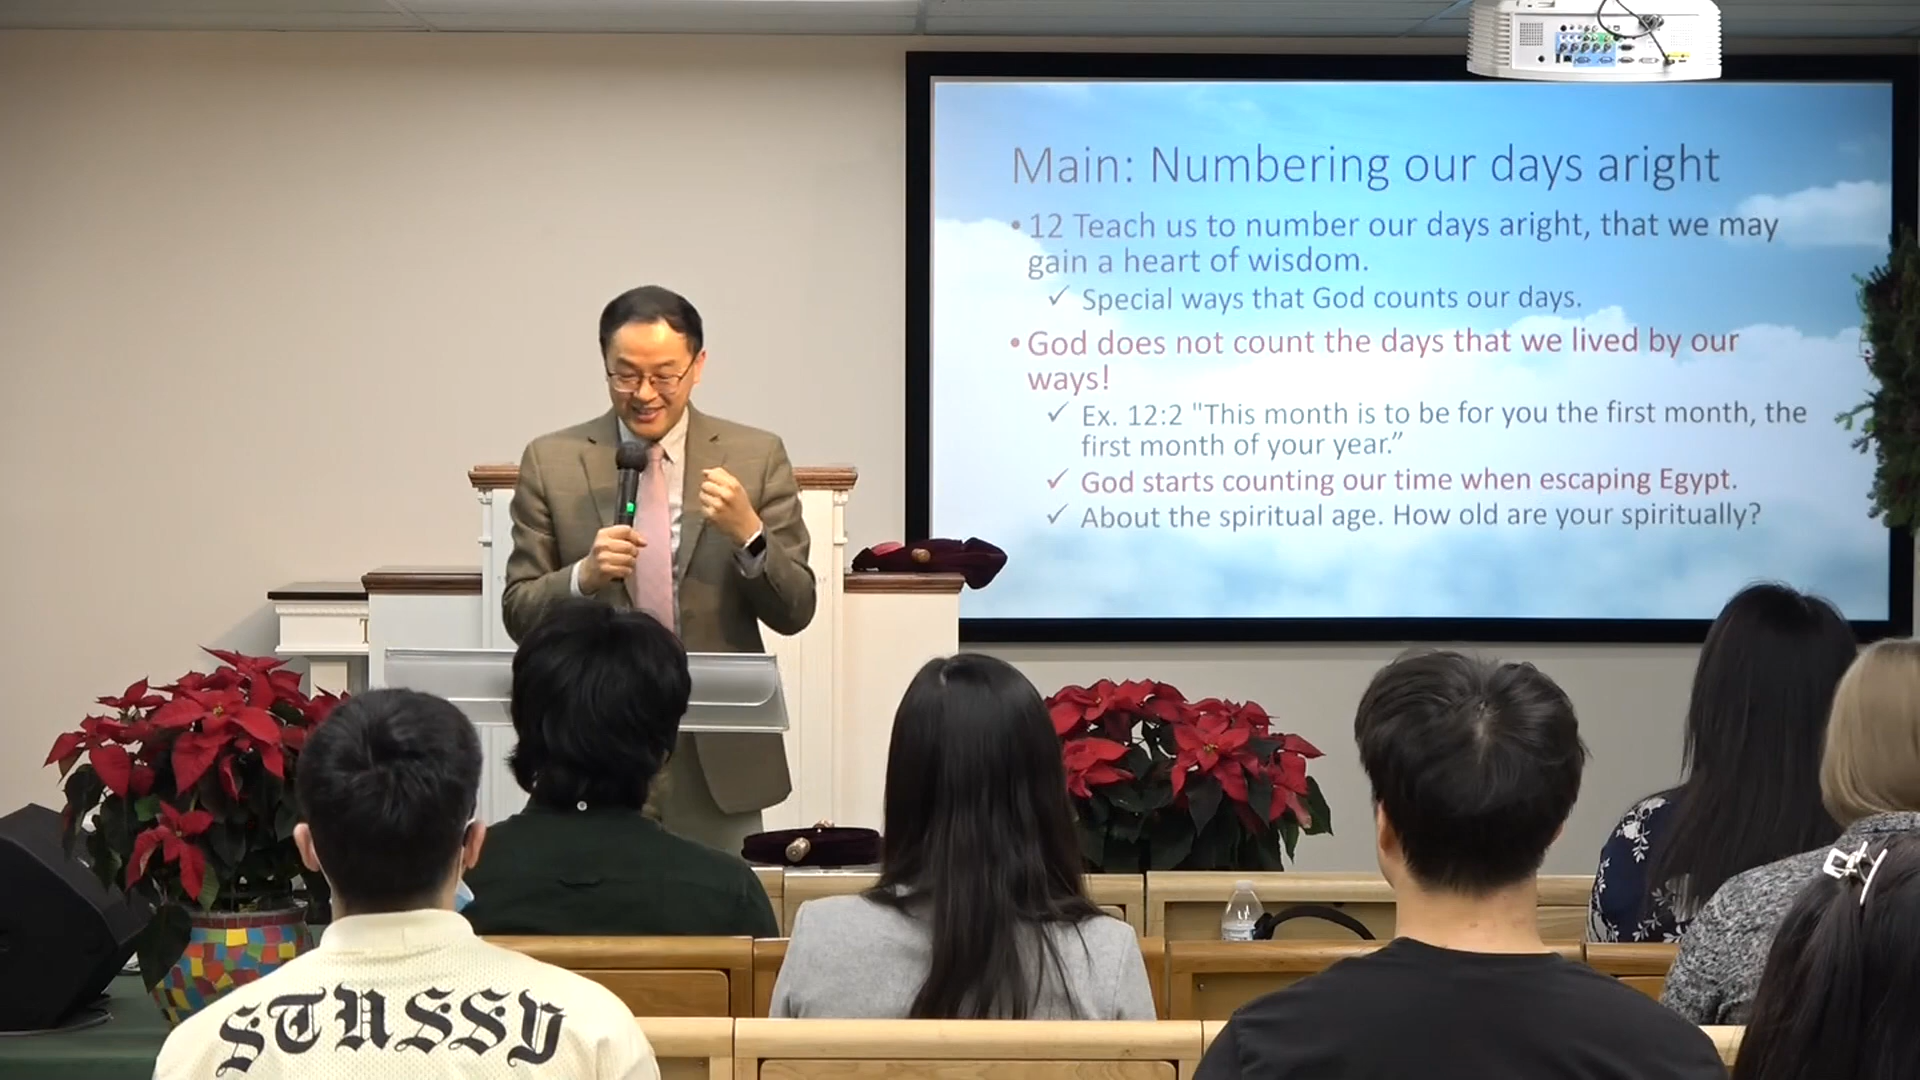 Main: Numbering our days aright
• 12 Teach us to number our days aright, that we may
gain a heart of wisdom.
✓ Special ways that God counts our days.
• God does not count the days that we lived by our
ways!
✓ Ex. 12:2 "This month is to be for you the first month, the
first month of your year.”
✓ God starts counting our time when escaping Egypt.
✓ About the spiritual age. How old are your spiritually?
STUSSY